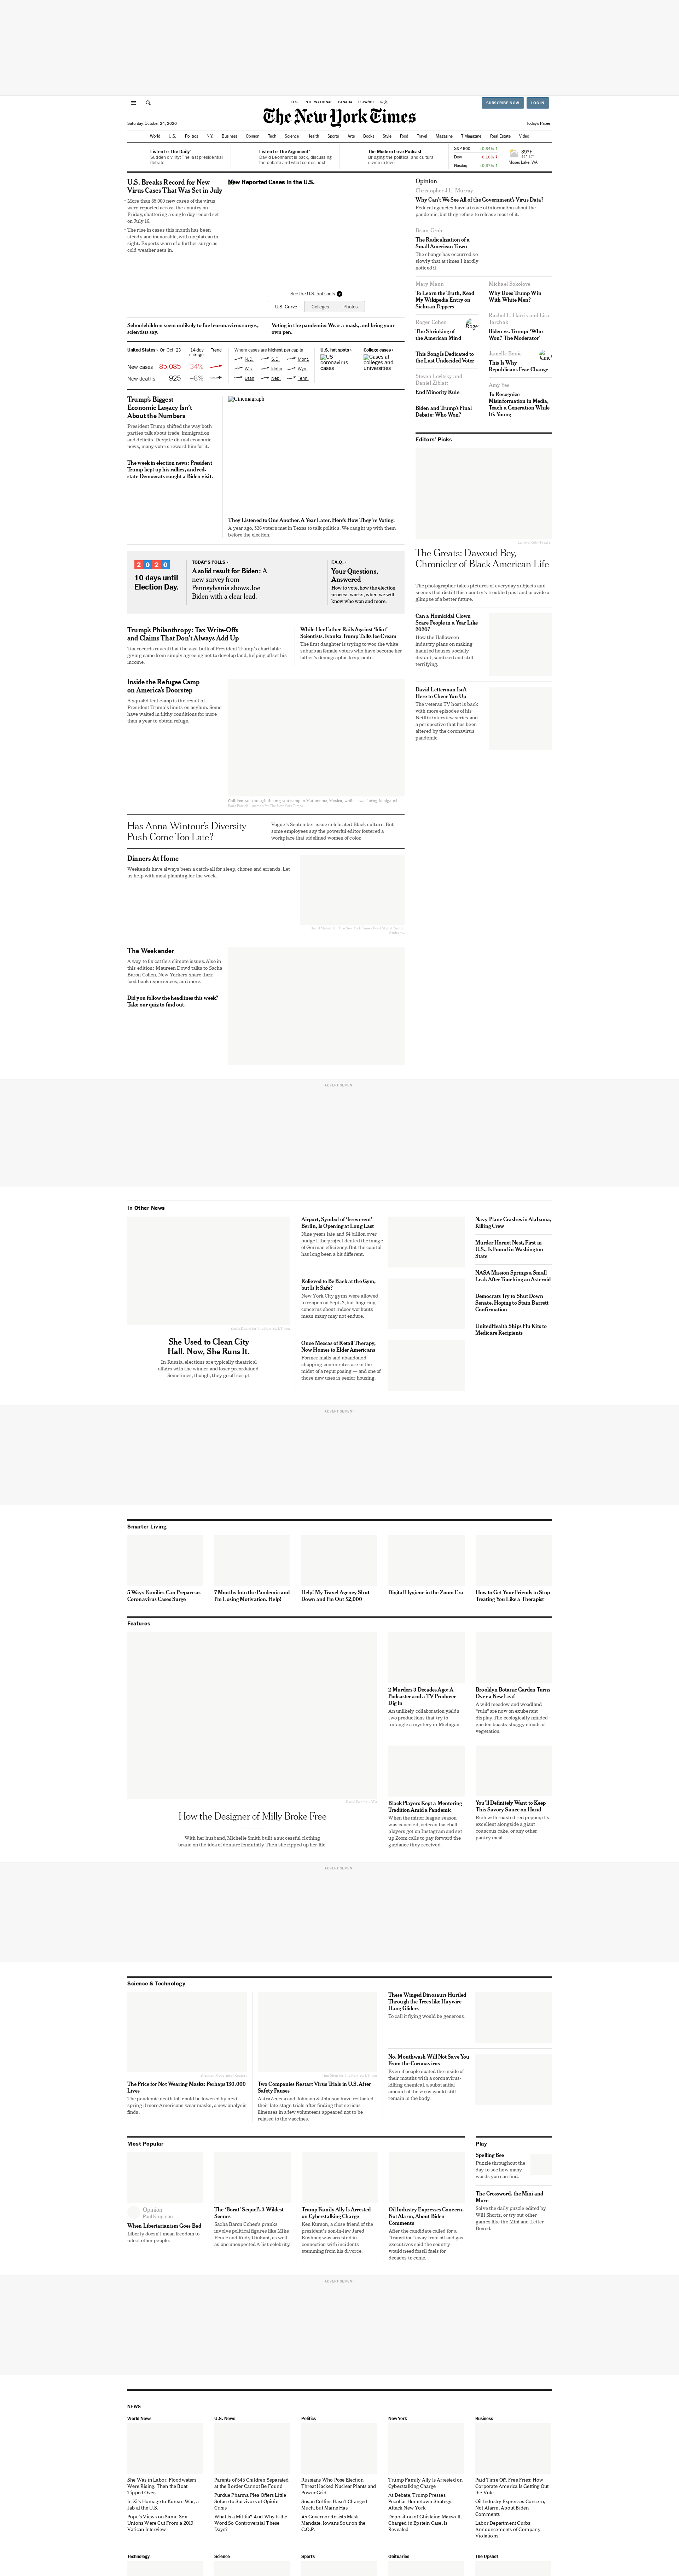 U.S. INTERNATIONAL CANADA ESPAÑOL 中文
SUBSCRIBE NOW LOG IN
The New York Times
Saturday, October 24, 2020
Today's Paper
World U.S. Politics N.Y. Business Opinion Tech Science Health Sports Arts Books Style Food Travel Magazine T Magazine Real Estate Video
Listen to 'The Daily'
Sudden civility: The last presidential debate.
Listen to 'The Argument'
David Leonhardt is back, discussing the debate and what comes next.
The Modern Love Podcast
Bridging the political and cultural divide in love.
S&P 500 +0.34%
Dow -0.10%
Nasdaq +0.37%
39°F
Moses Lake, WA
U.S. Breaks Record for New
Virus Cases That Was Set in July
More than 85,000 new cases of the virus
were reported across the country on
Friday, shattering a single-day record set
on July 16.
The rise in cases this month has been
steady and inexorable, with no plateau in
sight. Experts warn of a further surge as
cold weather sets in.
New Reported Cases in the U.S.
See the U.S. hot spots
U.S. Curve Colleges Photos
Schoolchildren seem unlikely to fuel coronavirus surges,
scientists say.
Voting in the pandemic: Wear a mask, and bring your
own pen.
United States › On Oct. 23 14-day change Trend
New cases 85,085 +34%
New deaths 925 +8%
Where cases are highest per capita
N.D. S.D. Mont.
Wis. Idaho Wyo.
Utah Neb. Tenn.
U.S. hot spots ›
US coronavirus cases
College cases ›
Cases at colleges and universities
Trump's Biggest
Economic Legacy Isn't
About the Numbers
President Trump shifted the way both
parties talk about trade, immigration
and deficits. Despite dismal economic
news, many voters reward him for it.
The week in election news: President
Trump kept up his rallies, and red-
state Democrats sought a Biden visit.
Cinemagraph
They Listened to One Another. A Year Later, Here's How They're Voting.
A year ago, 526 voters met in Texas to talk politics. We caught up with them
before the election.
2020
10 days until
Election Day.
TODAY'S POLLS ›
A solid result for Biden: A
new survey from
Pennsylvania shows Joe
Biden with a clear lead.
F.A.Q. ›
Your Questions,
Answered
How to vote, how the election
process works, when we will
know who won and more.
Trump's Philanthropy: Tax Write-Offs
and Claims That Don't Always Add Up
Tax records reveal that the vast bulk of President Trump's charitable
giving came from simply agreeing not to develop land, helping offset his
income.
While Her Father Rails Against 'Idiot'
Scientists, Ivanka Trump Talks Ice Cream
The first daughter is trying to woo the white
suburban female voters who have become her
father's demographic kryptonite.
Inside the Refugee Camp
on America's Doorstep
A squalid tent camp is the result of
President Trump's limits on asylum. Some
have waited in filthy conditions for more
than a year to obtain refuge.
Children ran through the migrant camp in Matamoros, Mexico, while it was being fumigated.
Has Anna Wintour's Diversity
Push Come Too Late?
Vogue's September issue celebrated Black culture. But
some employees say the powerful editor fostered a
workplace that sidelined women of color.
Dinners At Home
Weekends have always been a catch-all for sleep, chores and errands. Let
us help with meal planning for the week.
The Weekender
A way to fix cattle's climate issues. Also in
this edition: Maureen Dowd talks to Sacha
Baron Cohen, New Yorkers share their
food bank experiences, and more.
Did you follow the headlines this week?
Take our quiz to find out.
Opinion
Christopher J.L. Murray
Why Can't We See All of the Government's Virus Data?
Federal agencies have a trove of information about the
pandemic, but they refuse to release most of it.
Brian Groh
The Radicalization of a
Small American Town
The change has occurred so
slowly that at times I hardly
noticed it.
Mary Mann
To Learn the Truth, Read
My Wikipedia Entry on
Sickwan Peppers
Michael Sokolove
Why Does Trump Win
With White Men?
Roger Cohen
The Shrinking of
the American Mind
Rachel L. Harris and Lisa
Tarchak
Biden vs. Trump: 'Who
Won? The Moderator'
This Song Is Dedicated to
the Last Undecided Voter
Jamelle Bouie
This Is Why
Republicans Fear Change
Steven Levitsky and
Daniel Ziblatt
End Minority Rule
Amy Yee
To Recognize
Misinformation in Media,
Teach a Generation While
It's Young
Biden and Trump's Final
Debate: Who Won?
Editors' Picks
The Greats: Dawoud Bey,
Chronicler of Black American Life
The photographer takes pictures of everyday subjects and
scenes that distill this country's troubled past and provide a
glimpse of a better future.
Can a Homicidal Clown
Scare People in a Year Like
2020?
How the Halloween
industry plans on making
haunted houses socially
distant, sanitized and still
terrifying.
David Letterman Isn't
Here to Cheer You Up
The veteran TV host is back
with more episodes of his
Netflix interview series and
a perspective that has been
altered by the coronavirus
pandemic.
ADVERTISEMENT
In Other News
She Used to Clean City
Hall. Now, She Runs It.
In Russia, elections are typically theatrical
affairs with the winner and loser preordained.
Sometimes, though, they go off script.
Airport, Symbol of 'Irreverent'
Berlin, Is Opening at Long Last
Nine years late and $4 billion over
budget, the project dented the image
of German efficiency. But the capital
has long been a bit different.
Relieved to Be Back at the Gym,
but Is It Safe?
New York City gyms were allowed
to reopen on Sept. 2, but lingering
concerns about indoor workouts
mean many may not endure.
Once Meccas of Retail Therapy,
Now Homes to Elder Americans
Former malls and abandoned
shopping center sites are in the
midst of a repurposing — and one of
those new uses is senior housing.
Navy Plane Crashes in Alabama,
Killing Crew
Murder Hornet Nest, First in
U.S., Is Found in Washington
State
NASA Mission Springs a Small
Leak After Touching an Asteroid
Democrats Try to Shut Down
Senate, Hoping to Stain Barrett
Confirmation
UnitedHealth Ships Flu Kits to
Medicare Recipients
ADVERTISEMENT
Smarter Living
5 Ways Families Can Prepare as
Coronavirus Cases Surge
7 Months Into the Pandemic and
I'm Losing Motivation. Help!
Help! My Travel Agency Shut
Down and I'm Out $2,000
Digital Hygiene in the Zoom Era
How to Get Your Friends to Stop
Treating You Like a Therapist
Features
How the Designer of Milly Broke Free
With her husband, Michelle Smith built a successful clothing
brand on the idea of demure femininity. Then she ripped up her life.
2 Murders 3 Decades Ago: A
Podcaster and a TV Producer
Dig In
An unlikely collaboration yields
two productions that try to
untangle a mystery in Michigan.
Brooklyn Botanic Garden Turns
Over a New Leaf
A wild meadow and woodland
"ruin" are now on exuberant
display. The ecologically minded
garden boasts shaggy clouds of
vegetation.
Black Players Kept a Mentoring
Tradition Amid a Pandemic
When the minor league season
was canceled, veteran baseball
players got on Instagram and set
up Zoom calls to pay forward the
guidance they received.
You'll Definitely Want to Keep
This Savory Sauce on Hand
Rich with roasted red pepper, it's
excellent alongside a giant
couscous cake, or any other
pantry meal.
ADVERTISEMENT
Science & Technology
The Price for Not Wearing Masks: Perhaps 130,000
Lives
The pandemic death toll could be lowered by next
spring if more Americans wear masks, a new analysis
finds.
Two Companies Restart Virus Trials in U.S. After
Safety Pauses
AstraZeneca and Johnson & Johnson have restarted
their late-stage trials after finding that serious
illnesses in a few volunteers appeared not to be
related to the vaccines.
These Winged Dinosaurs Hurtled
Through the Trees like Haywire
Hang Gliders
To call it flying would be generous.
No, Mouthwash Will Not Save You
From the Coronavirus
Even if people coated the inside of
their mouths with a coronavirus-
killing chemical, a substantial
amount of the virus would still
remain in the body.
Most Popular
Opinion
Paul Krugman
When Libertarianism Goes Bad
Liberty doesn't mean freedom to
infect other people.
The 'Borat' Sequel's 3 Wildest
Scenes
Sacha Baron Cohen's pranks
involve political figures like Mike
Pence and Rudy Giuliani, as well
as one unexpected A-list celebrity.
Trump Family Ally Is Arrested
on Cyberstalking Charge
Ken Kurson, a close friend of the
president's son-in-law Jared
Kushner, was arrested in
connection with incidents
stemming from his divorce.
Oil Industry Expresses Concern,
Not Alarm, About Biden
Comments
After the candidate called for a
"transition" away from oil and gas,
executives said the country
would need fossil fuels for
decades to come.
Play
Spelling Bee
Puzzle throughout the
day to see how many
words you can find.
The Crossword, the Mini and
More
Solve the daily puzzle edited by
Will Shortz, or try out other
games like the Mini and Letter
Boxed.
ADVERTISEMENT
NEWS
World News
She Was in Labor. Floodwaters
Were Rising. Then the Boat
Tipped Over.
In Xi's Homage to Korean War, a
Jab at the U.S.
Pope's Views on Same-Sex
Unions Were Cut From a 2019
Vatican Interview
U.S. News
Parents of 545 Children Separated
at the Border Cannot Be Found
Purdue Pharma Plea Offers Little
Solace to Survivors of Opioid
Crisis
What Is a Militia? And Why Is the
Word So Controversial These
Days?
Politics
Russians Who Pose Election
Threat Hacked Nuclear Plants and
Power Grid
Susan Collins Hasn't Changed
Much, but Maine Has
As Governor Resists Mask
Mandate, Iowans Sour on the
G.O.P.
New York
Trump Family Ally Is Arrested on
Cyberstalking Charge
At Debate, Trump Presses
Peculiar Hometown Strategy:
Attack New York
Deposition of Ghislaine Maxwell,
Charged in Epstein Case, Is
Revealed
Business
Paid Time Off, Free Fries: How
Corporate America Is Getting Out
the Vote
Oil Industry Expresses Concern,
Not Alarm, About Biden
Comments
Labor Department Curbs
Announcements of Company
Violations
Technology Science Sports Obituaries The Upshot